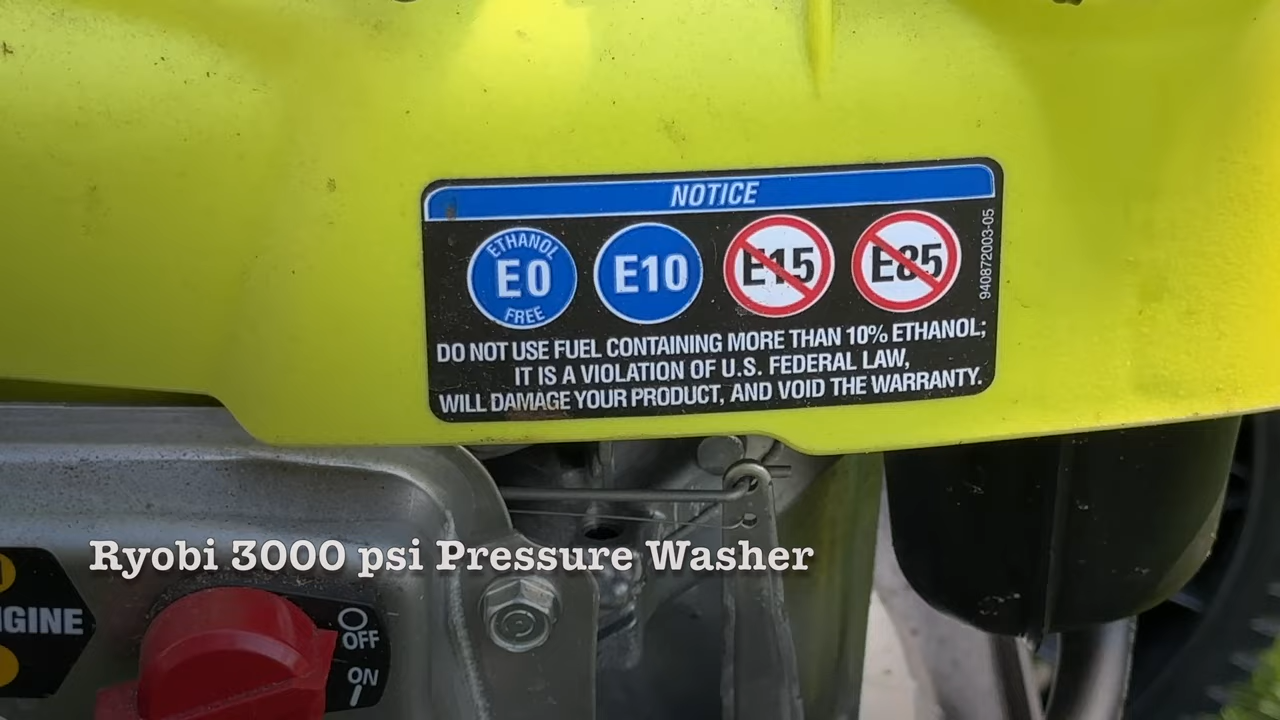 NOTICE
ETHANOL
E0
FREE
E10
E15
E85
940872003-05
DO NOT USE FUEL CONTAINING MORE THAN 10% ETHANOL;
IT IS A VIOLATION OF U.S. FEDERAL LAW,
WILL DAMAGE YOUR PRODUCT, AND VOID THE WARRANTY.
Ryobi 3000 psi Pressure Washer
OFF
ON